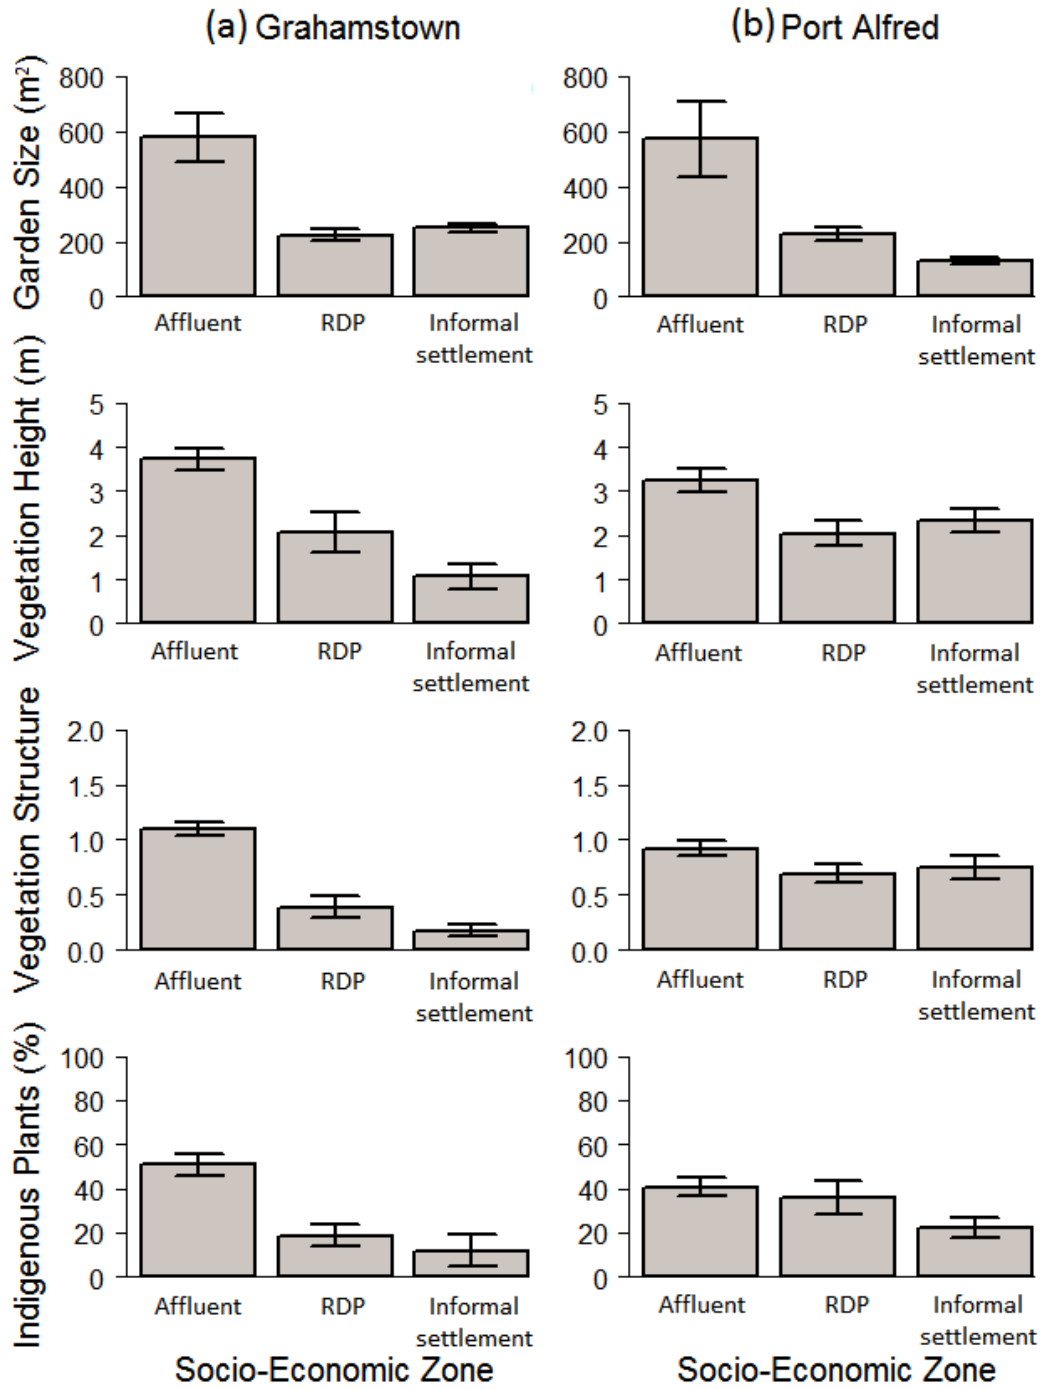 (a) Grahamstown
(b) Port Alfred
Garden Size (m²)
800
600
400
200
0
Affluent
RDP
Informal
settlement
800
600
400
200
0
Affluent
RDP
Informal
settlement
Vegetation Height (m)
5
4
3
2
1
0
Affluent
RDP
Informal
settlement
5
4
3
2
1
0
Affluent
RDP
Informal
settlement
Vegetation Structure
2.0
1.5
1.0
0.5
0.0
Affluent
RDP
Informal
settlement
2.0
1.5
1.0
0.5
0.0
Affluent
RDP
Informal
settlement
Indigenous Plants (%)
100
80
60
40
20
0
Affluent
RDP
Informal
settlement
100
80
60
40
20
0
Affluent
RDP
Informal
settlement
Socio-Economic Zone
Socio-Economic Zone